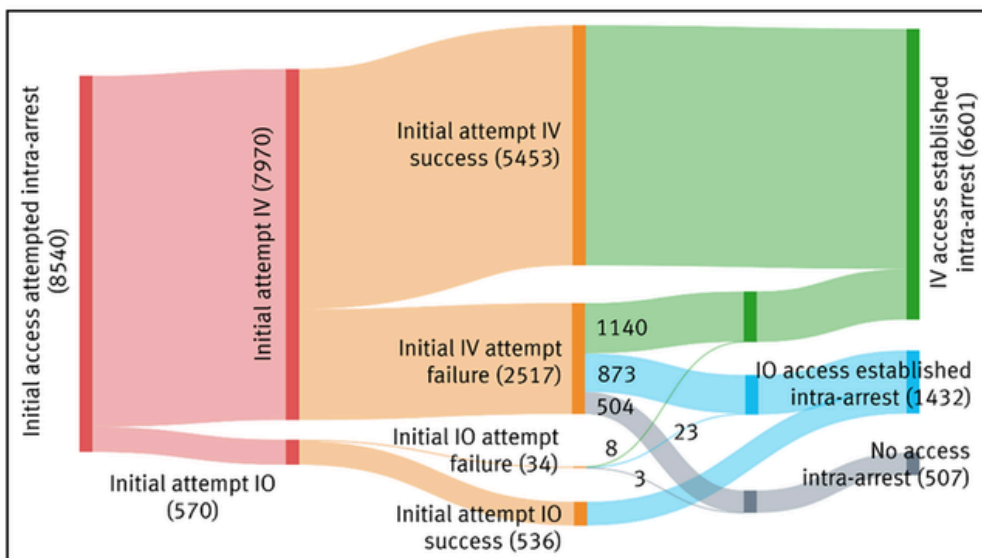 Initial access attempted intra-arrest
(8540)
Initial attempt IV (7970)
Initial attempt IO
(570)
Initial attempt IV
success (5453)
Initial IV attempt
failure (2517)
Initial IO attempt
failure (34)
Initial attempt IO
success (536)
1140
873
504
8
23
3
IV access established
intra-arrest (6601)
IO access established
intra-arrest (1432)
No access
intra-arrest (507)